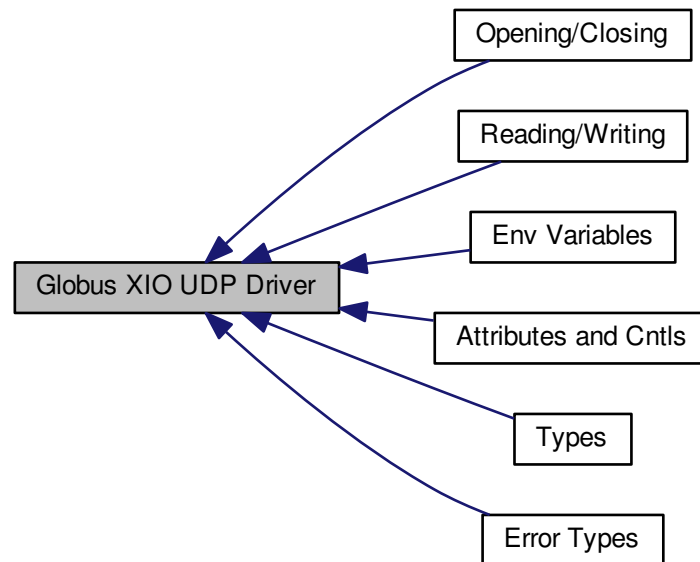 Opening/Closing
Reading/Writing
Env Variables
Globus XIO UDP Driver
Attributes and Cntls
Types
Error Types